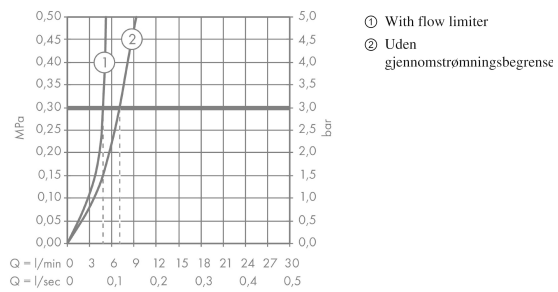 0,50 5,0
0,45 4,5
0,40 4,0
0,35 3,5
0,30 3,0
0,25 2,5
0,20 2,0
0,15 1,5
0,10 1,0
0,05 0,5
0,00 0,0
MPa
bar
1
2
Q = l/min 0 3 6 9 12 15 18 21 24 27 30
Q = l/sec 0 0,1 0,2 0,3 0,4 0,5
① With flow limiter
② Uden
gjennomstrømningsbegrense